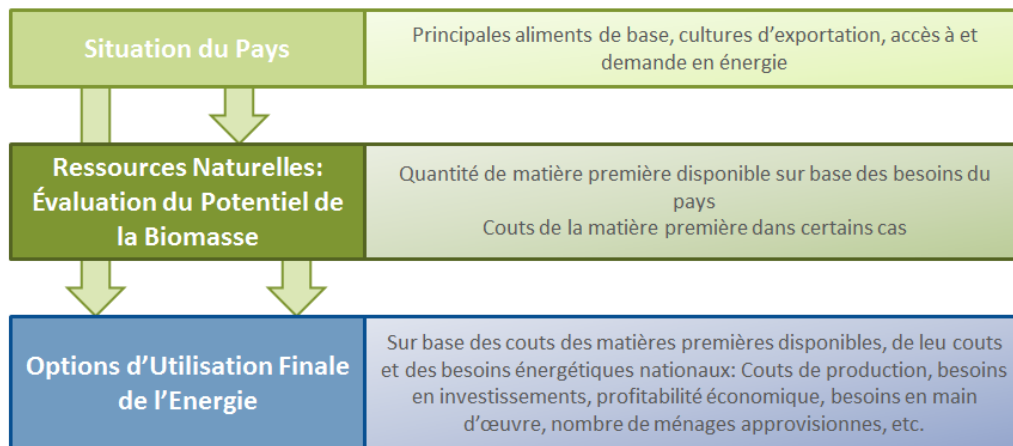 Situation du Pays
Principales aliments de base, cultures d'exportation, accès à et
demande en énergie
Ressources Naturelles:
Évaluation du Potentiel de
la Biomasse
Quantité de matière première disponible sur base des besoins du
pays
Couts de la matière première dans certains cas
Options d'Utilisation Finale
de l'Energie
Sur base des couts des matières premières disponibles, de leu couts
et des besoins énergétiques nationaux: Couts de production, besoins
en investissements, profitabilité économique, besoins en main
d'œuvre, nombre de ménages approvisionnes, etc.